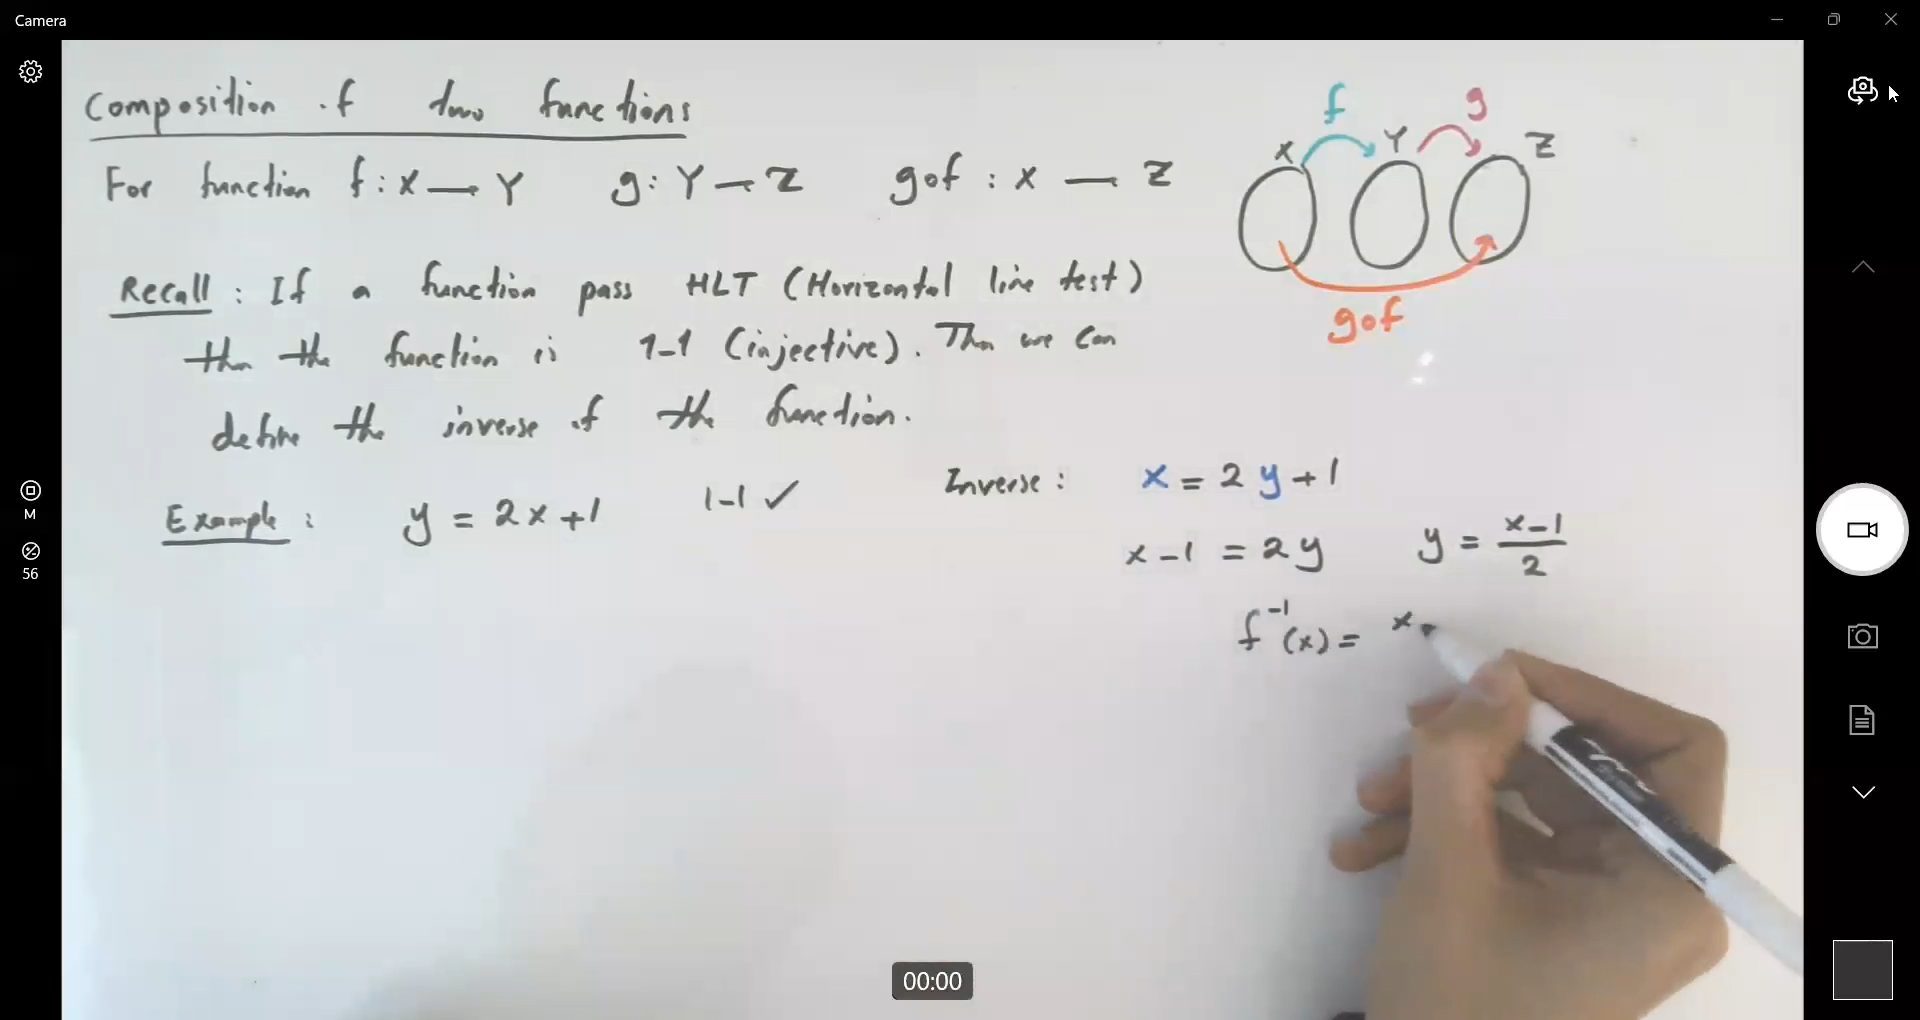 Camera
Composition of two functions
For function f : X → Y g : Y → Z gof : X → Z
f g
X Y Z
gof
Recall : If a function pass HLT (Horizontal line test)
then the function is 1-1 (injective). Then we can
define the inverse of the function.
Example : y = 2x + 1 1-1 ✓
Inverse : x = 2y + 1
x - 1 = 2y y = x-1/2
f⁻¹(x) = x-
M
56
00:00